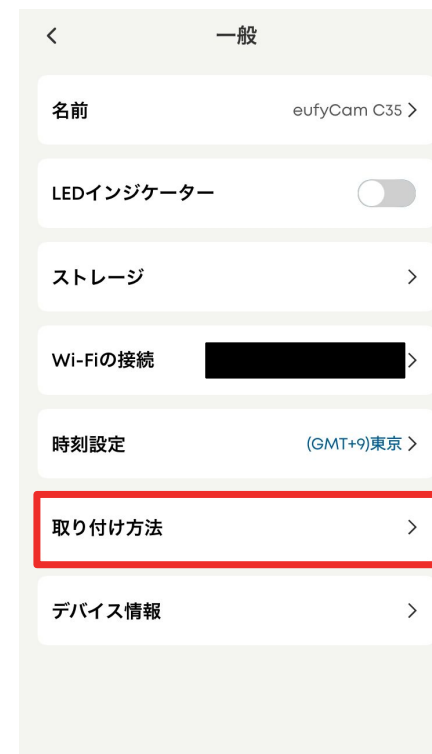 一般
名前 eufyCam C35
LEDインジケーター
ストレージ
Wi-Fiの接続
時刻設定 (GMT+9)東京
取り付け方法
デバイス情報